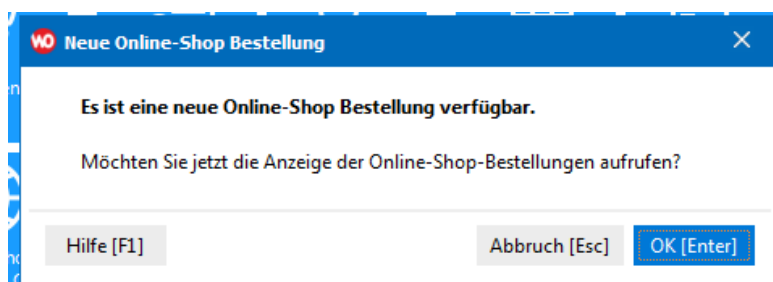 WO Neue Online-Shop Bestellung
Es ist eine neue Online-Shop Bestellung verfügbar.
Möchten Sie jetzt die Anzeige der Online-Shop-Bestellungen aufrufen?
Hilfe [F1] Abbruch [Esc] OK [Enter]